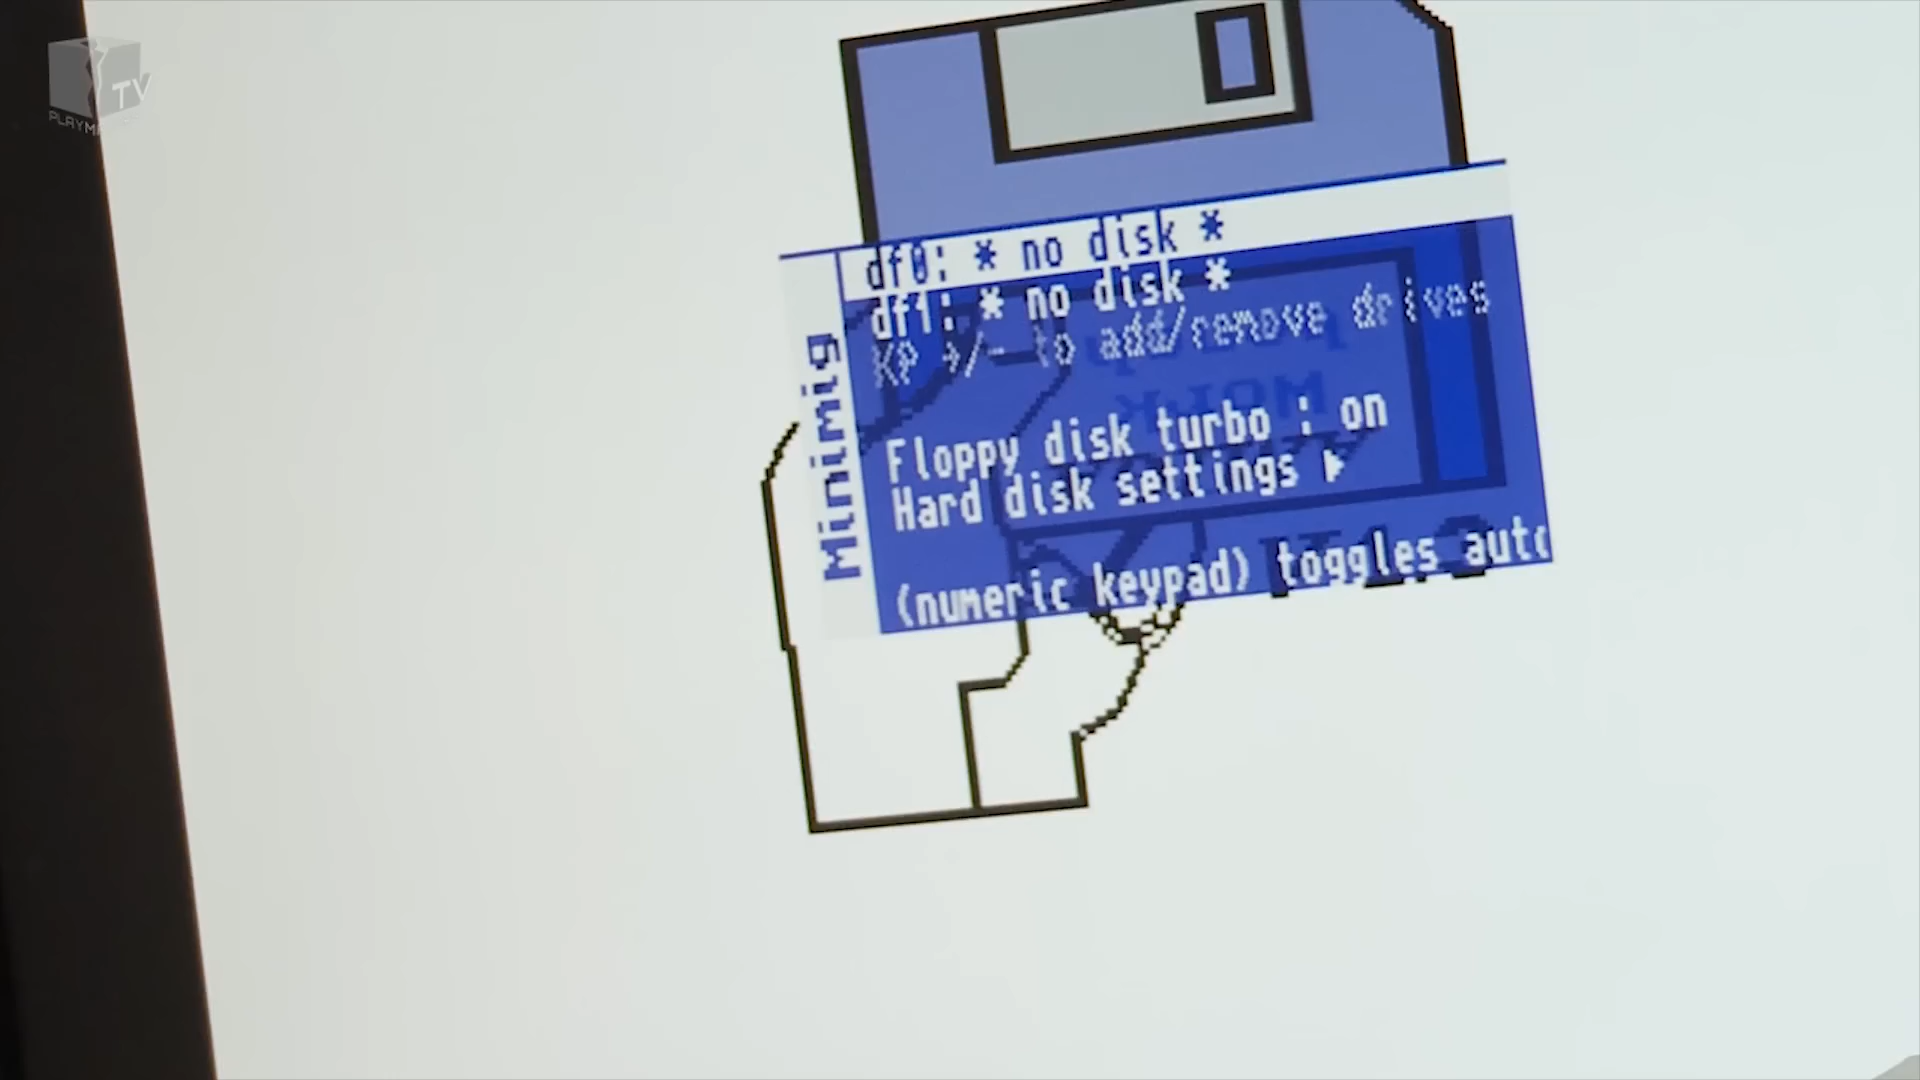 TV
df0: * no disk *
df1: * no disk *
KP +/- to add/remove drives
Floppy disk turbo : on
Hard disk settings ▶
(numeric keypad) toggles auto
Minimig